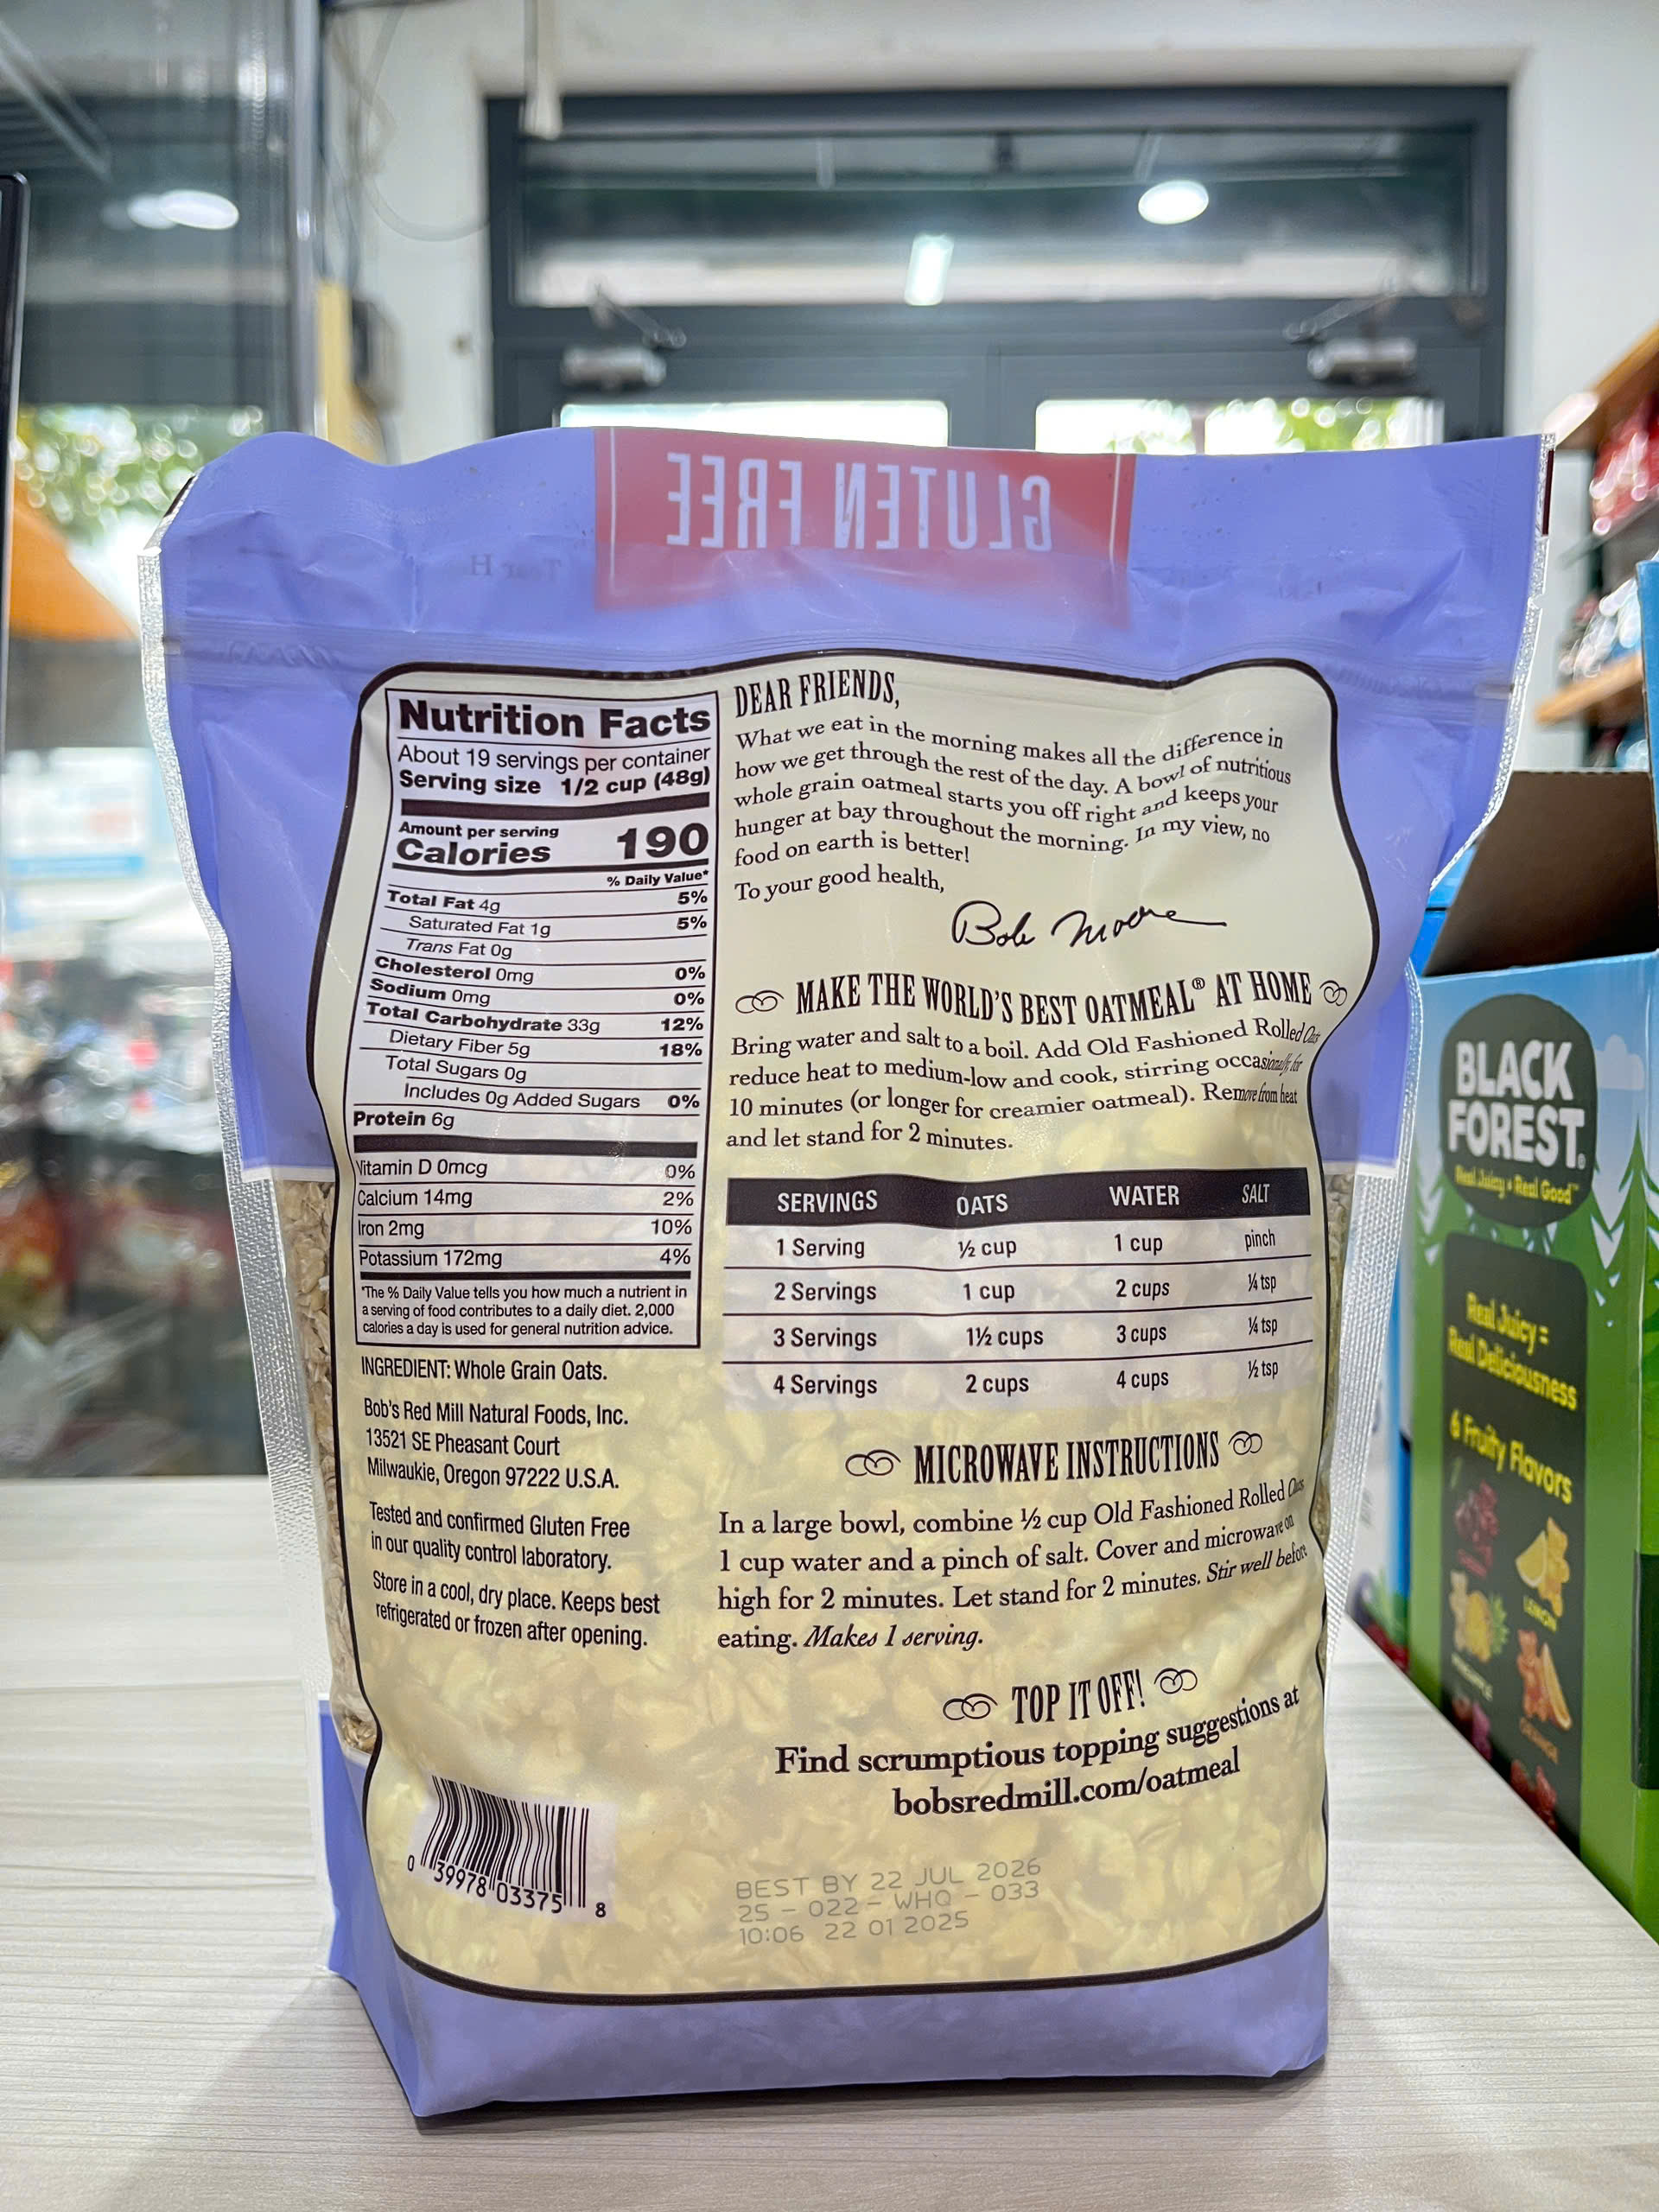 GLUTEN FREE
Nutrition Facts
About 19 servings per container
Serving size 1/2 cup (48g)
Amount per serving
Calories 190
% Daily Value*
Total Fat 4g 5%
Saturated Fat 1g 5%
Trans Fat 0g
Cholesterol 0mg 0%
Sodium 0mg 0%
Total Carbohydrate 33g 12%
Dietary Fiber 5g 18%
Total Sugars 0g
Includes 0g Added Sugars 0%
Protein 6g
Vitamin D 0mcg 0%
Calcium 14mg 2%
Iron 2mg 10%
Potassium 172mg 4%
*The % Daily Value tells you how much a nutrient in
a serving of food contributes to a daily diet. 2,000
calories a day is used for general nutrition advice.
INGREDIENT: Whole Grain Oats.
Bob's Red Mill Natural Foods, Inc.
13521 SE Pheasant Court
Milwaukie, Oregon 97222 U.S.A.
Tested and confirmed Gluten Free
in our quality control laboratory.
Store in a cool, dry place. Keeps best
refrigerated or frozen after opening.
0 39978 03375 8
DEAR FRIENDS,
What we eat in the morning makes all the difference in
how we get through the rest of the day. A bowl of nutritious
whole grain oatmeal starts you off right and keeps your
hunger at bay throughout the morning. In my view, no
food on earth is better!
To your good health,
Bob Moore
MAKE THE WORLD'S BEST OATMEAL® AT HOME
Bring water and salt to a boil. Add Old Fashioned Rolled Oats
reduce heat to medium-low and cook, stirring occasionally, for
10 minutes (or longer for creamier oatmeal). Remove from heat
and let stand for 2 minutes.
SERVINGS OATS WATER SALT
1 Serving ½ cup 1 cup pinch
2 Servings 1 cup 2 cups ¼ tsp
3 Servings 1½ cups 3 cups ¼ tsp
4 Servings 2 cups 4 cups ½ tsp
MICROWAVE INSTRUCTIONS
In a large bowl, combine ½ cup Old Fashioned Rolled Oats
1 cup water and a pinch of salt. Cover and microwave on
high for 2 minutes. Let stand for 2 minutes. Stir well before
eating. Makes 1 serving.
TOP IT OFF!
Find scrumptious topping suggestions at
bobsredmill.com/oatmeal
BEST BY 22 JUL 2026
25 - 022 - WHO - 033
10:06 22 01 2025
BLACK
FOREST
Real Juicy • Real Good™
Real Juicy =
Real Deliciousness
6 Fruity Flavors
LEMON